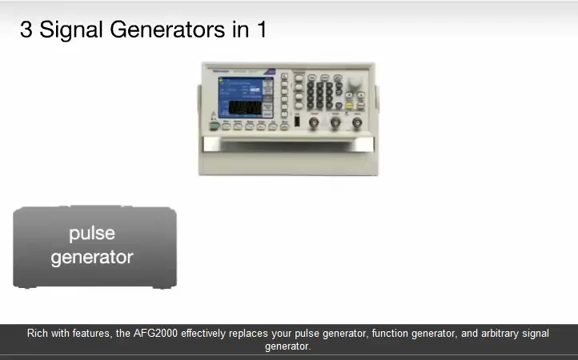 3 Signal Generators in 1
Tektronix
pulse
generator
Rich with features, the AFG2000 effectively replaces your pulse generator, function generator, and arbitrary signal
generator.